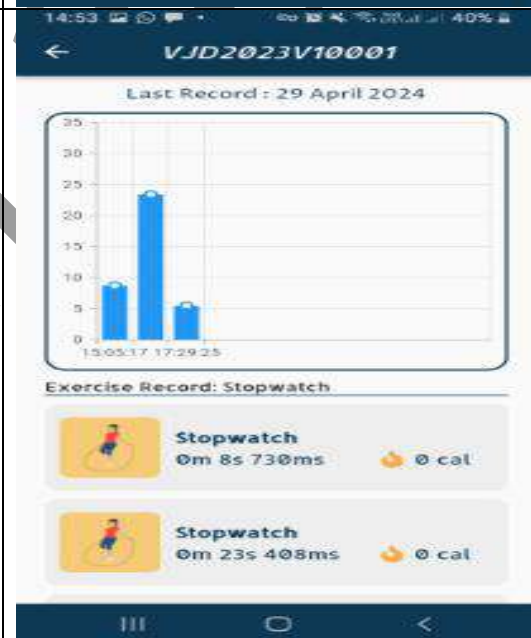 14:53 40%
VJD2023V10001
Last Record : 29 April 2024
35
30
25
20
15
10
5
0
15:05:17 17:29:25
Exercise Record: Stopwatch
Stopwatch
0m 8s 730ms 0 cal
Stopwatch
0m 23s 408ms 0 cal